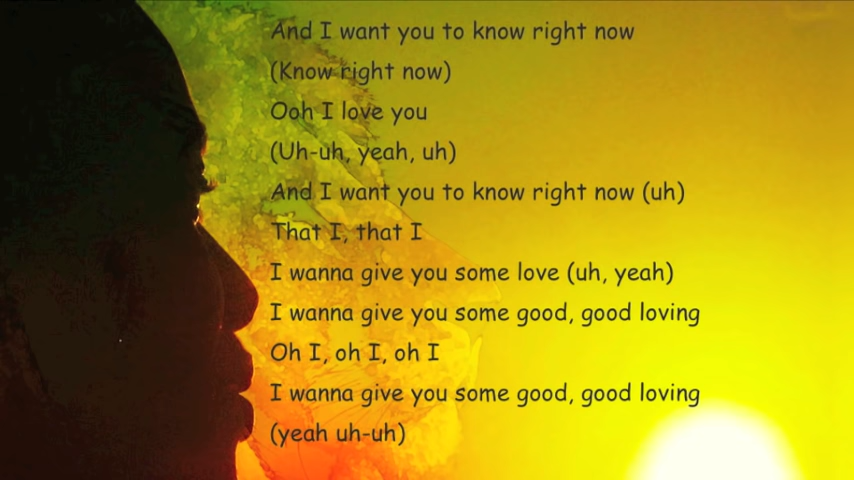 And I want you to know right now
(Know right now)
Ooh I love you
(Uh-uh, yeah, uh)
And I want you to know right now (uh)
That I, that I
I wanna give you some love (uh, yeah)
I wanna give you some good, good loving
Oh I, oh I, oh I
I wanna give you some good, good loving
(yeah uh-uh)